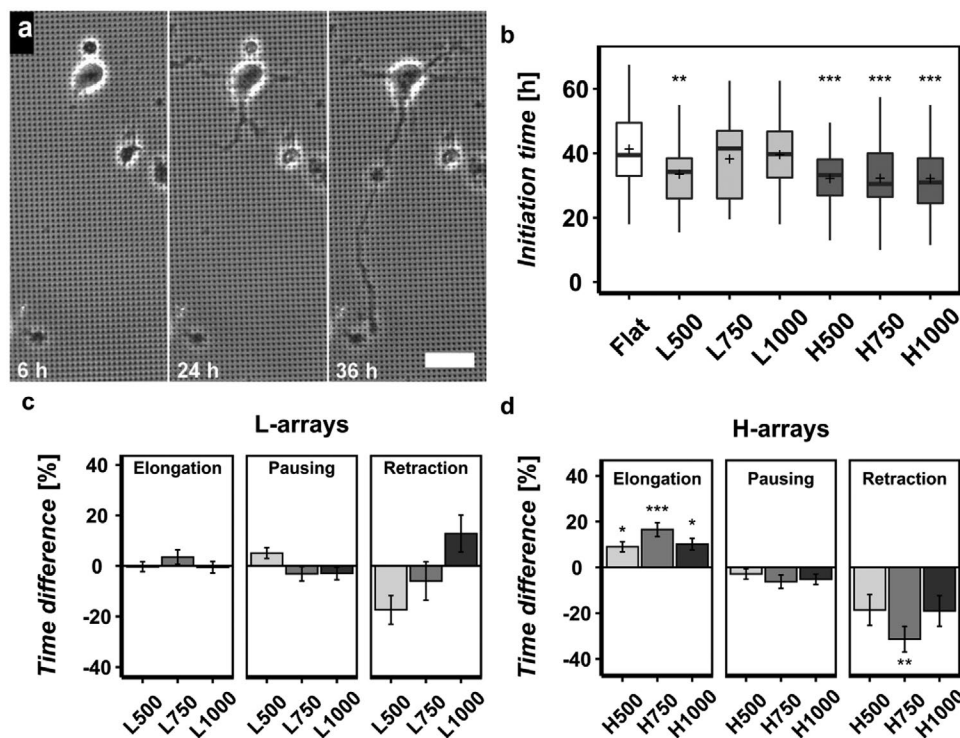 a
6 h
24 h
36 h
b
Initiation time [h]
60
40
20
0
**
***
***
***
Flat
L500
L750
L1000
H500
H750
H1000
c
L-arrays
Time difference [%]
40
20
0
-20
-40
Elongation
Pausing
Retraction
L500
L750
L1000
L500
L750
L1000
L500
L750
L1000
d
H-arrays
Time difference [%]
40
20
0
-20
-40
Elongation
Pausing
Retraction
*
***
*
**
H500
H750
H1000
H500
H750
H1000
H500
H750
H1000